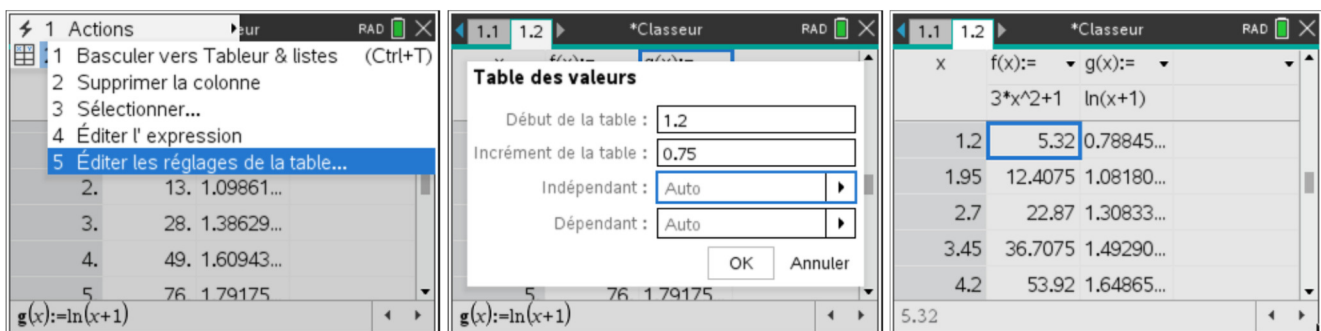 1 Actions eur RAD
1 Basculer vers Tableur & listes (Ctrl+T)
2 Supprimer la colonne
3 Sélectionner...
4 Éditer l' expression
5 Éditer les réglages de la table...
2. 13. 1.09861...
3. 28. 1.38629...
4. 49. 1.60943...
5. 76. 1.79175...
g(x):=ln(x+1)
1.1 1.2 *Classeur RAD
x f(x):= g(x):=
Table des valeurs
Début de la table : 1.2
Incrément de la table : 0.75
Indépendant : Auto
Dépendant : Auto
OK Annuler
5 76 1.79175
g(x):=ln(x+1)
1.1 1.2 *Classeur RAD
x f(x):= g(x):=
3*x^2+1 ln(x+1)
1.2 5.32 0.78845...
1.95 12.4075 1.08180...
2.7 22.87 1.30833...
3.45 36.7075 1.49290...
4.2 53.92 1.64865...
5.32